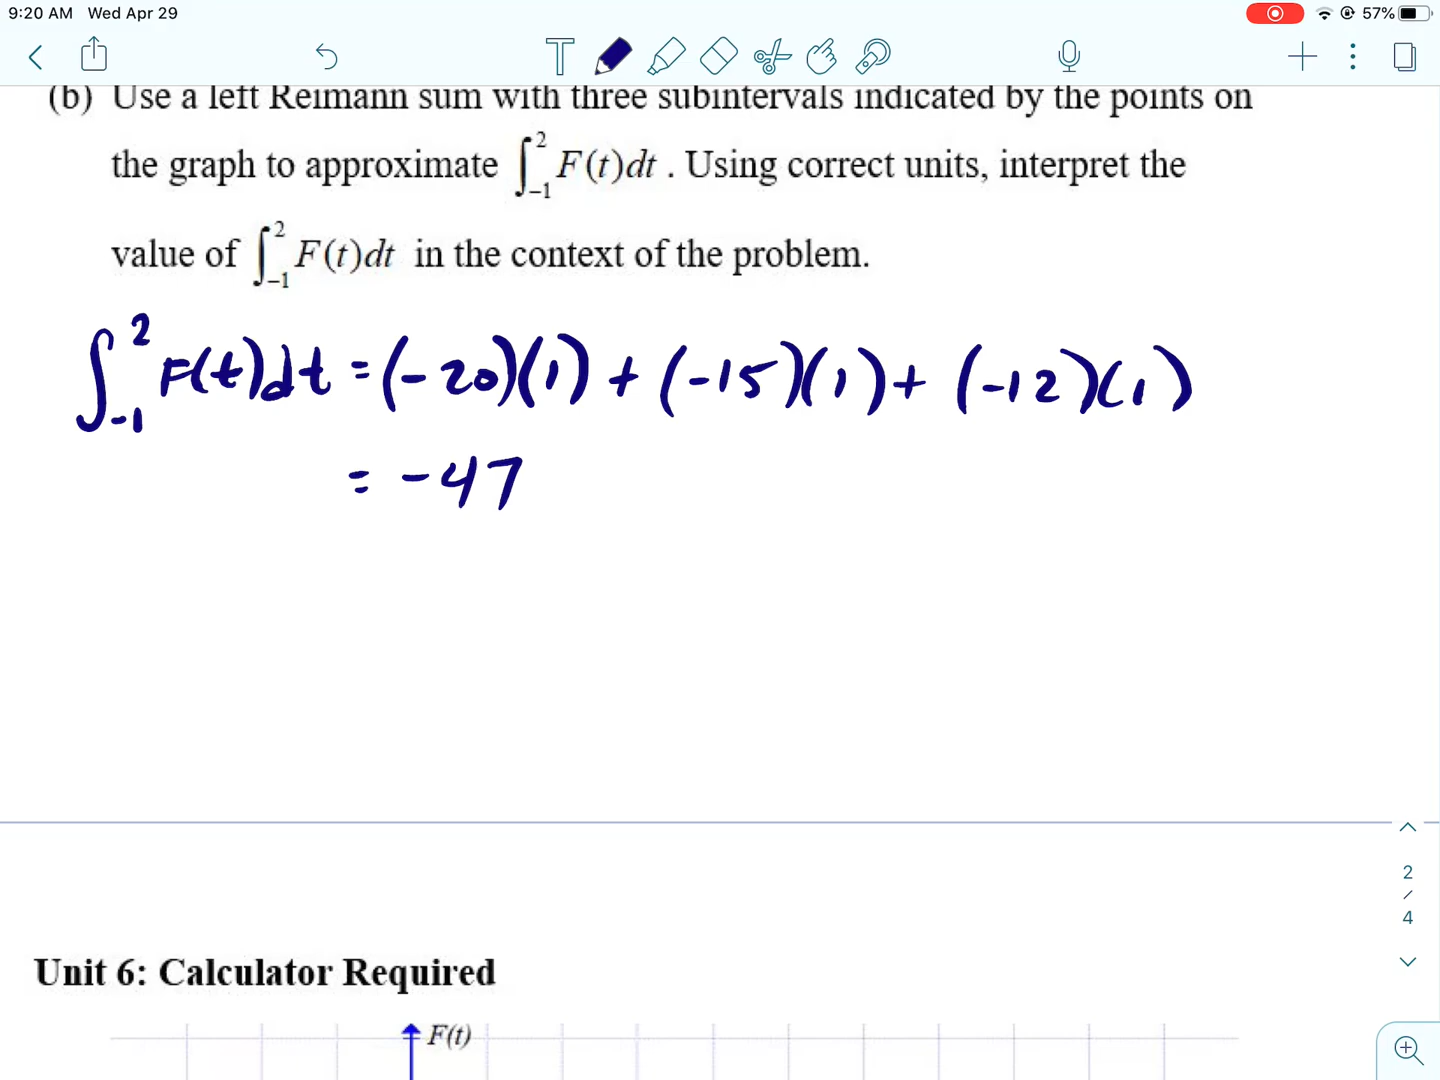 9:20 AM Wed Apr 29 57%
T
(b) Use a left Reimann sum with three subintervals indicated by the points on
the graph to approximate ∫_{-1}^{2} F(t)dt . Using correct units, interpret the
value of ∫_{-1}^{2} F(t)dt in the context of the problem.
∫_{-1}^{2} F(t)dt = (-20)(1) + (-15)(1) + (-12)(1)
= -47
2
/
4
Unit 6: Calculator Required
F(t)